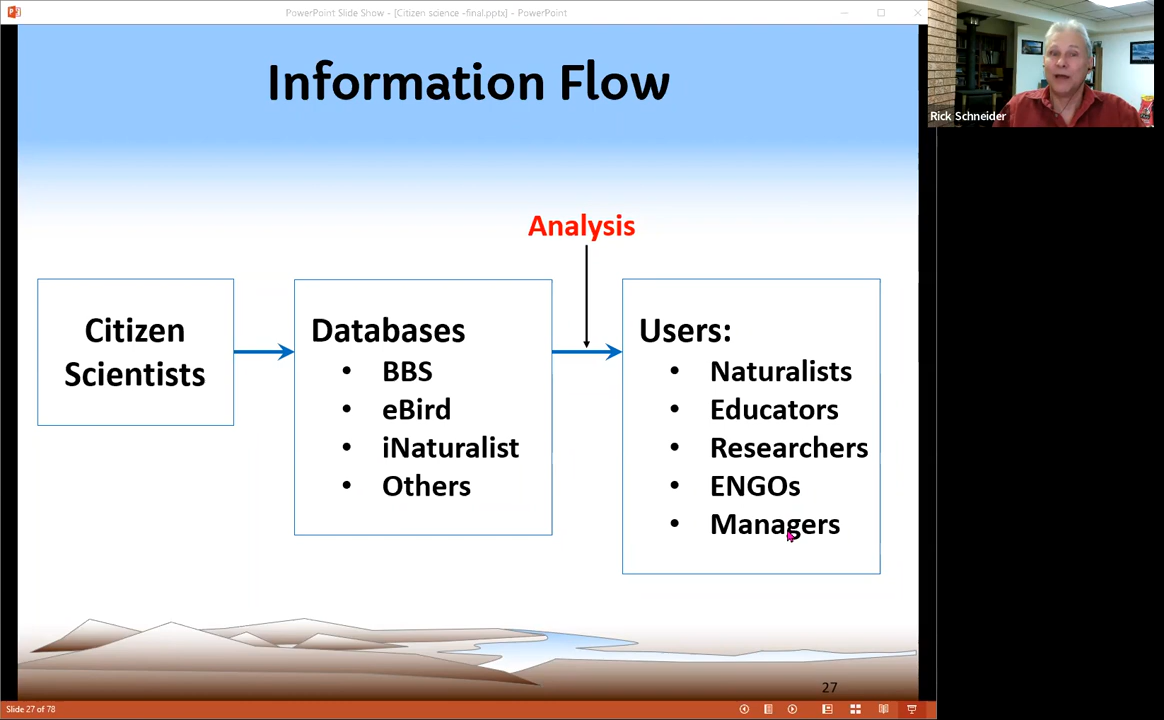 PowerPoint Slide Show - [Citizen science -final.pptx] - PowerPoint
Rick Schneider
Information Flow
Analysis
Citizen
Scientists
Databases
• BBS
• eBird
• iNaturalist
• Others
Users:
• Naturalists
• Educators
• Researchers
• ENGOs
• Managers
27
Slide 27 of 78